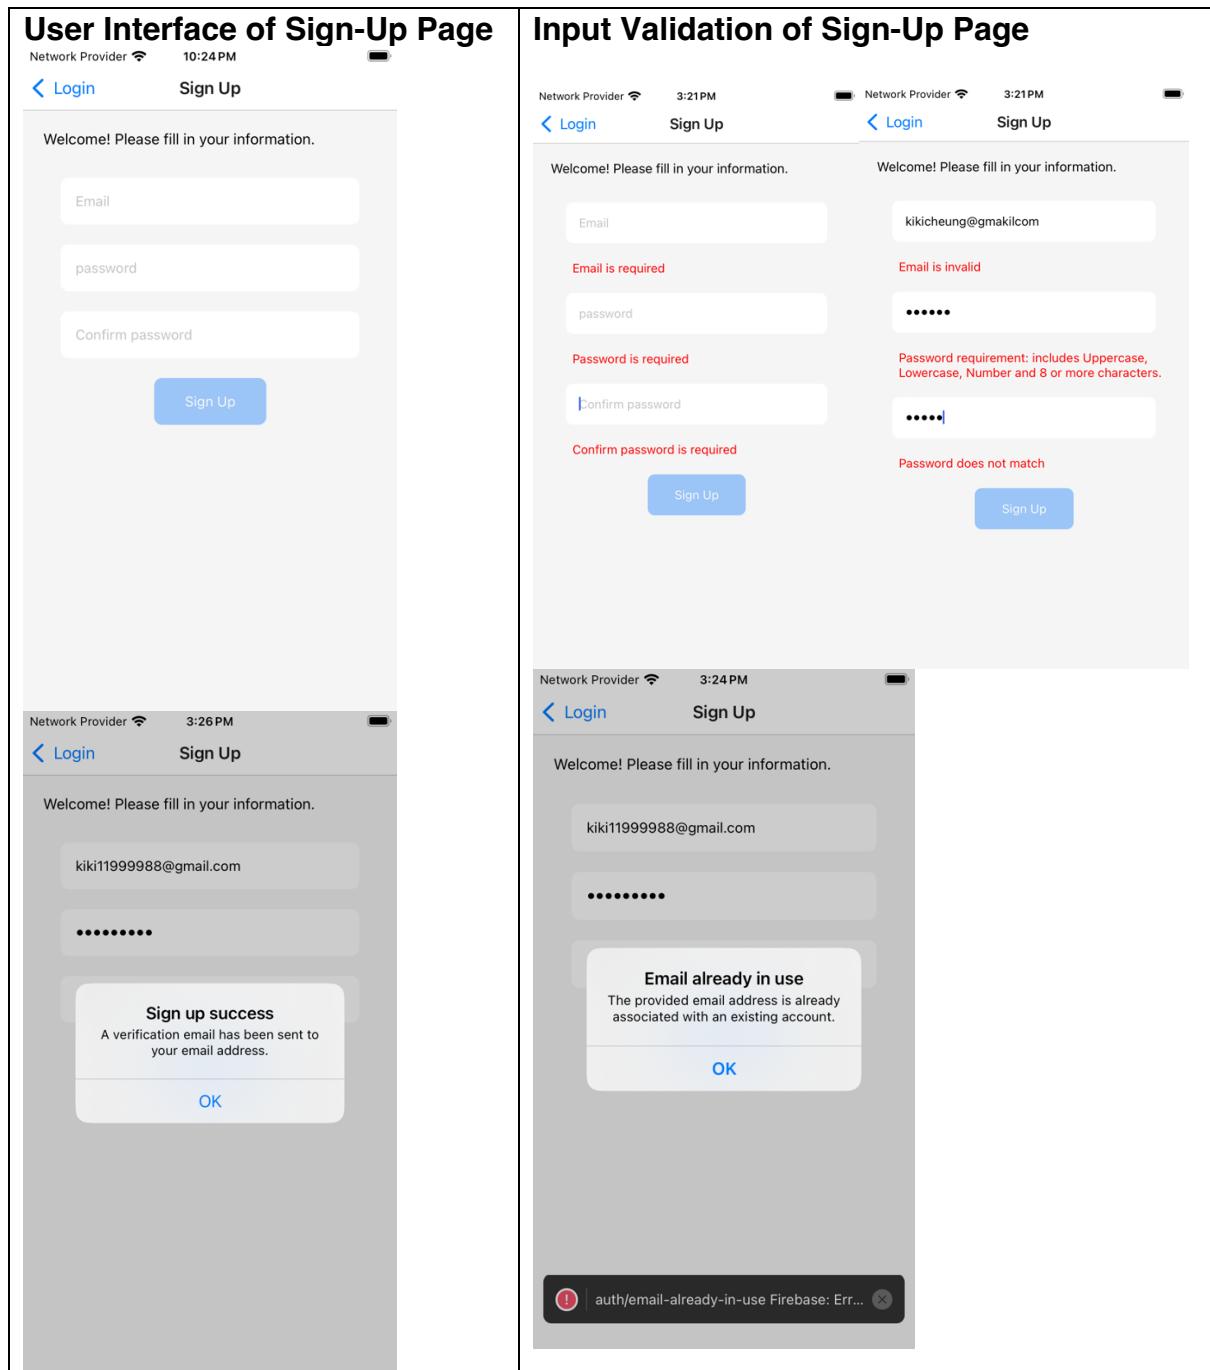 User Interface of Sign-Up Page
Network Provider 10:24 PM
Login Sign Up
Welcome! Please fill in your information.
Email
password
Confirm password
Sign Up
Network Provider 3:26 PM
Login Sign Up
Welcome! Please fill in your information.
kiki11999988@gmail.com
•••••••••
Sign up success
A verification email has been sent to
your email address.
OK
Input Validation of Sign-Up Page
Network Provider 3:21 PM
Login Sign Up
Welcome! Please fill in your information.
Email
Email is required
password
Password is required
Confirm password
Confirm password is required
Sign Up
Network Provider 3:21 PM
Login Sign Up
Welcome! Please fill in your information.
kikicheung@gmakilcom
Email is invalid
••••••
Password requirement: includes Uppercase,
Lowercase, Number and 8 or more characters.
•••••
Password does not match
Sign Up
Network Provider 3:24 PM
Login Sign Up
Welcome! Please fill in your information.
kiki11999988@gmail.com
•••••••••
Email already in use
The provided email address is already
associated with an existing account.
OK
auth/email-already-in-use Firebase: Err...